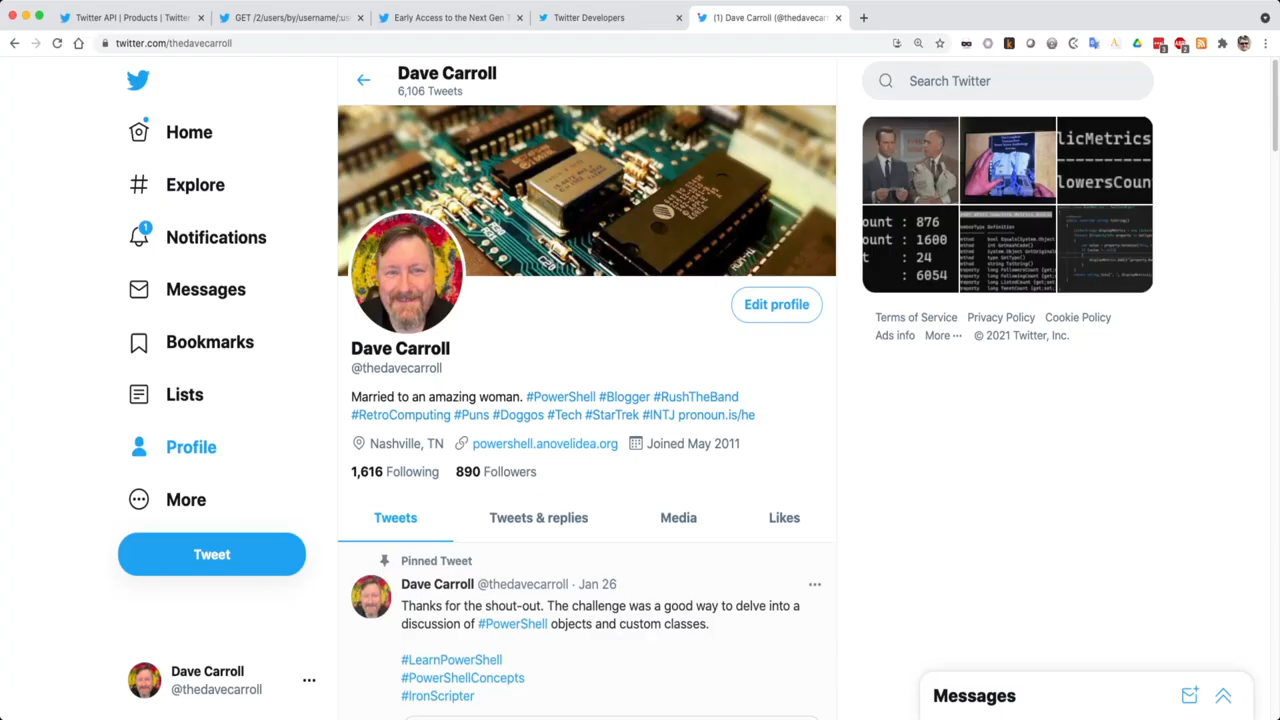 Twitter API | Products | Twitter
GET /2/users/by/username/:us
Early Access to the Next Gen T
Twitter Developers
(1) Dave Carroll (@thedavecarr
twitter.com/thedavecarroll
Home
Explore
1
Notifications
Messages
Bookmarks
Lists
Profile
More
Tweet
Dave Carroll
@thedavecarroll
Dave Carroll
6,106 Tweets
Edit profile
Dave Carroll
@thedavecarroll
Married to an amazing woman. #PowerShell #Blogger #RushTheBand
#RetroComputing #Puns #Doggos #Tech #StarTrek #INTJ pronoun.is/he
Nashville, TN powershell.anovelidea.org Joined May 2011
1,616 Following 890 Followers
Tweets Tweets & replies Media Likes
Pinned Tweet
Dave Carroll @thedavecarroll · Jan 26
Thanks for the shout-out. The challenge was a good way to delve into a
discussion of #PowerShell objects and custom classes.
#LearnPowerShell
#PowerShellConcepts
#IronScripter
Search Twitter
licMetrics
lowersCount
ount : 876
ount : 1600
t : 24
: 6054
Terms of Service Privacy Policy Cookie Policy
Ads info More ··· © 2021 Twitter, Inc.
Messages